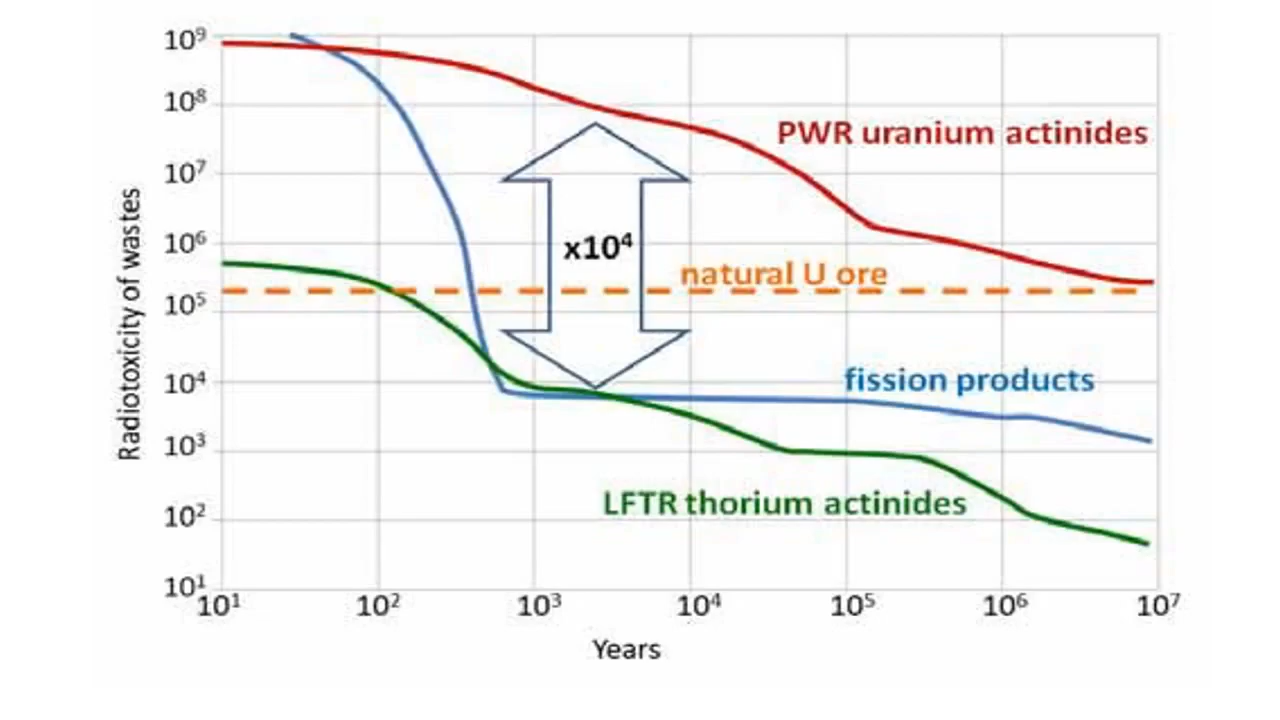 Radiotoxicity of wastes
10⁹
10⁸
10⁷
10⁶
10⁵
10⁴
10³
10²
10¹
PWR uranium actinides
x10⁴
natural U ore
fission products
LFTR thorium actinides
10¹ 10² 10³ 10⁴ 10⁵ 10⁶ 10⁷
Years